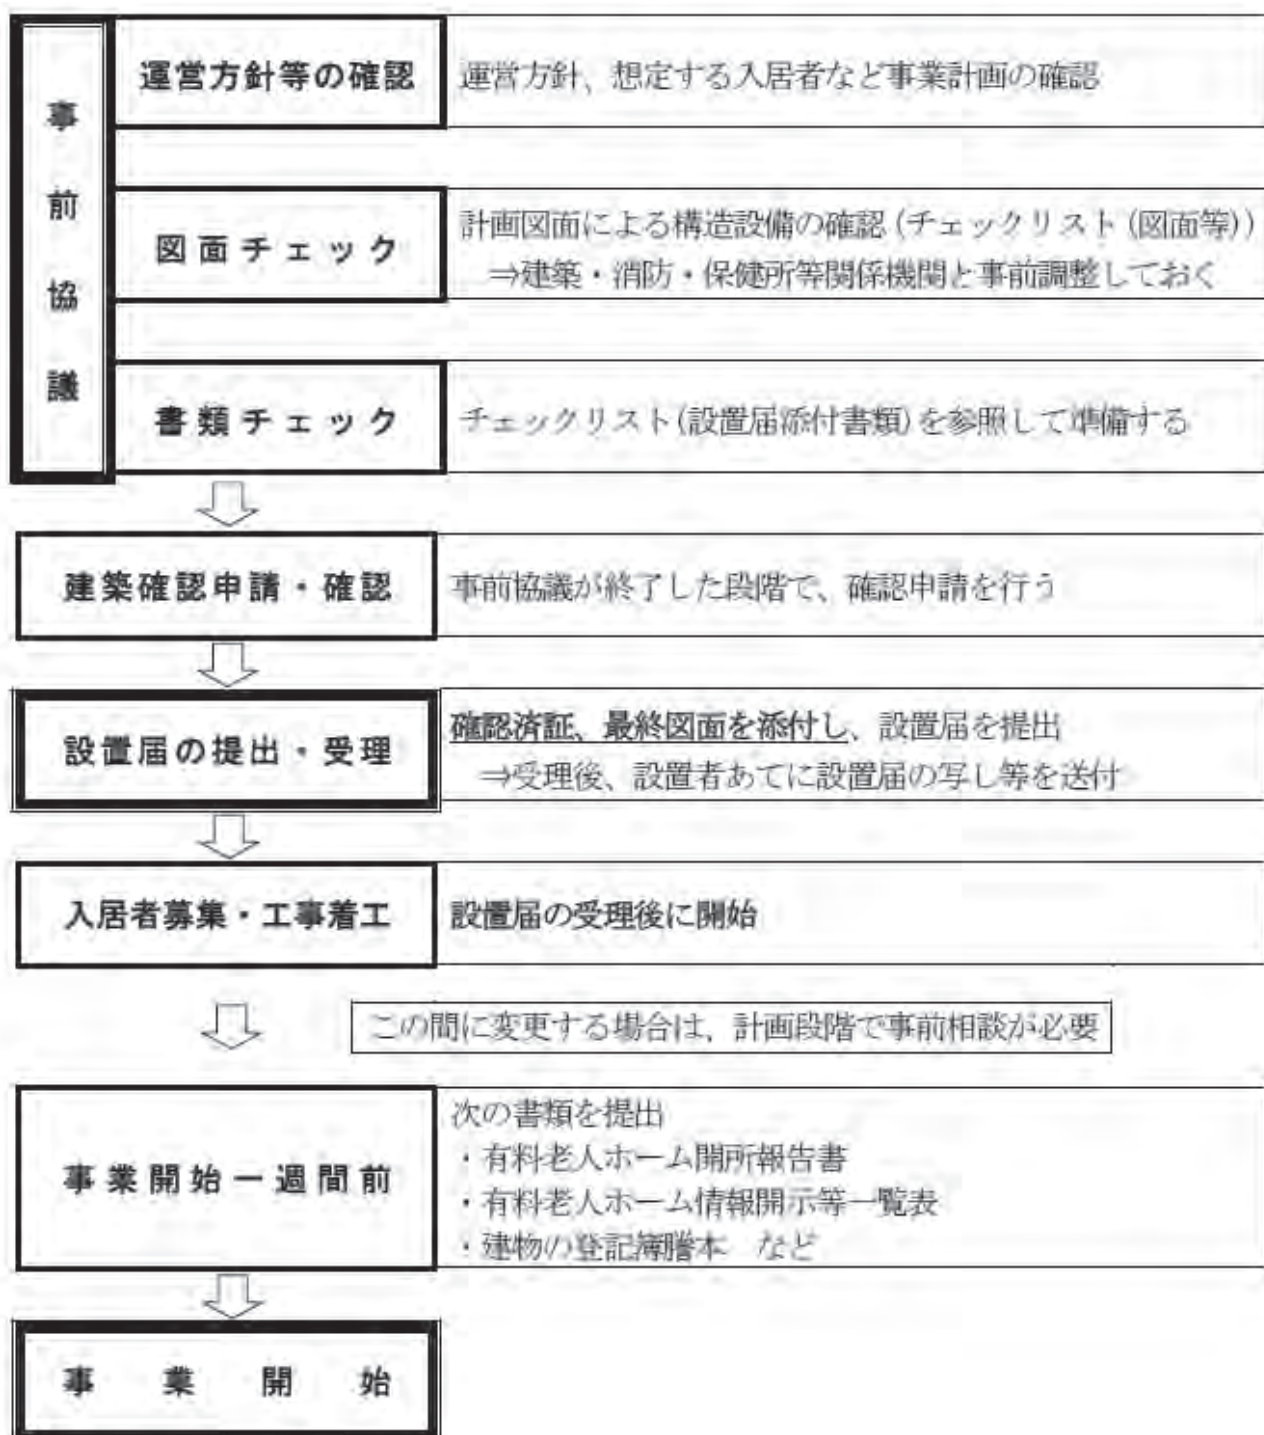 事前協議
運営方針等の確認
運営方針、想定する入居者など事業計画の確認
図面チェック
計画図面による構造設備の確認(チェックリスト(図面等))
⇒建築・消防・保健所等関係機関と事前調整しておく
書類チェック
チェックリスト(設置届添付書類)を参照して準備する
建築確認申請・確認
事前協議が終了した段階で、確認申請を行う
設置届の提出・受理
確認済証、最終図面を添付し、設置届を提出
⇒受理後、設置者あてに設置届の写し等を送付
入居者募集・工事着工
設置届の受理後に開始
この間に変更する場合は、計画段階で事前相談が必要
事業開始一週間前
次の書類を提出
・有料老人ホーム開所報告書
・有料老人ホーム情報開示等一覧表
・建物の登記簿謄本　など
事業開始